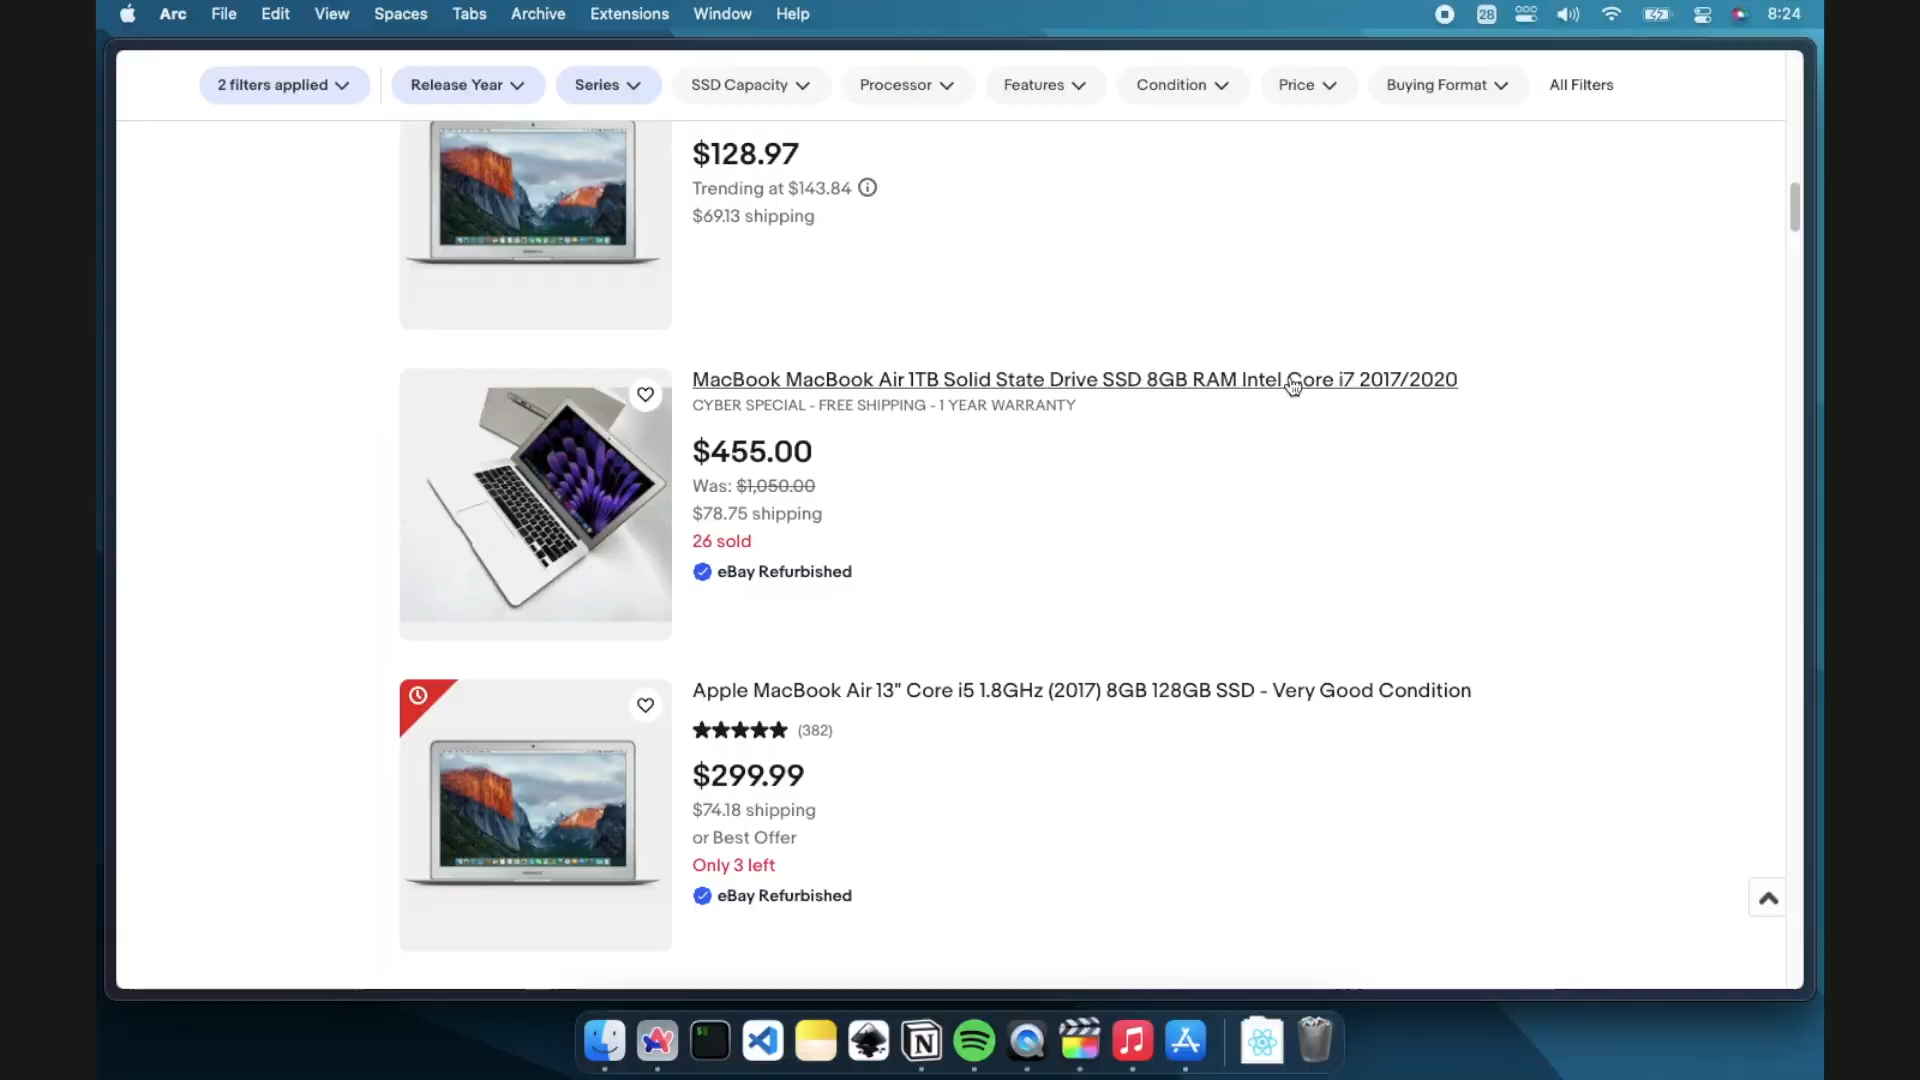 Arc File Edit View Spaces Tabs Archive Extensions Window Help 28 8:24
2 filters applied Release Year Series SSD Capacity Processor Features Condition Price Buying Format All Filters
$128.97
Trending at $143.84
$69.13 shipping
MacBook MacBook Air 1TB Solid State Drive SSD 8GB RAM Intel Core i7 2017/2020
CYBER SPECIAL - FREE SHIPPING - 1 YEAR WARRANTY
$455.00
Was: $1,050.00
$78.75 shipping
26 sold
eBay Refurbished
Apple MacBook Air 13" Core i5 1.8GHz (2017) 8GB 128GB SSD - Very Good Condition
(382)
$299.99
$74.18 shipping
or Best Offer
Only 3 left
eBay Refurbished